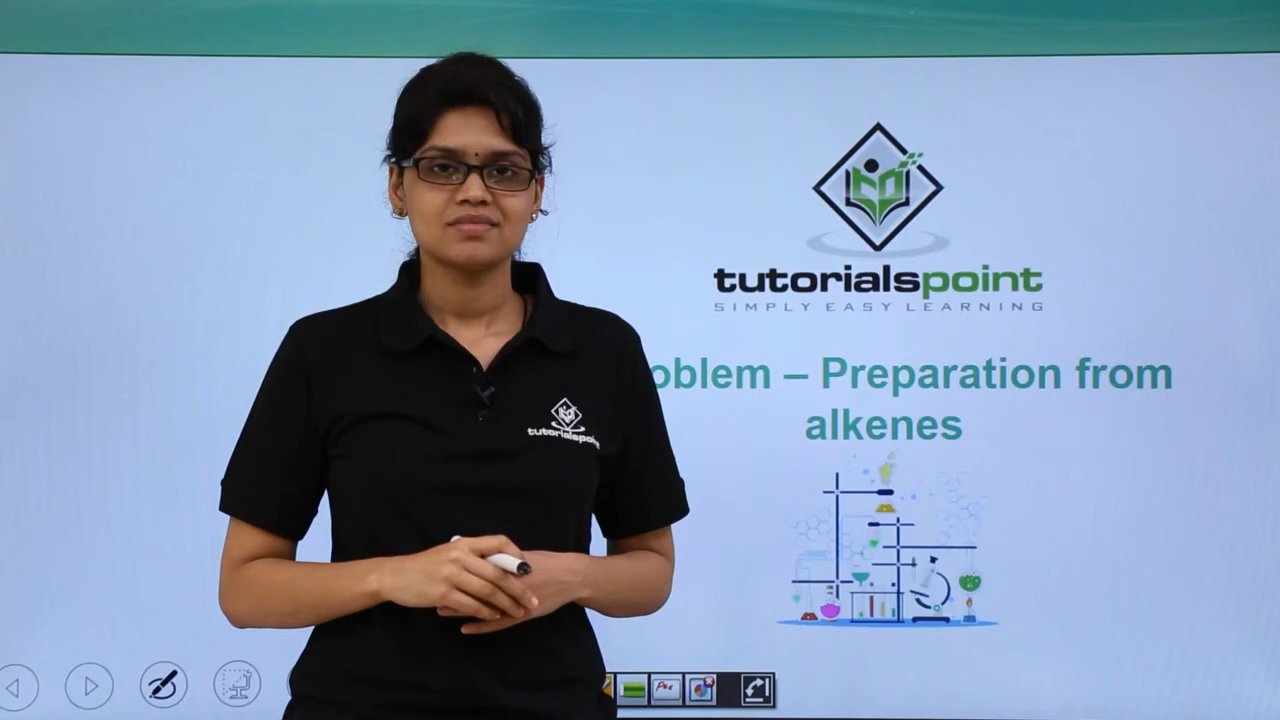 tutorialspoint
SIMPLY EASY LEARNING
oblem – Preparation from
alkenes
tutorialspoint